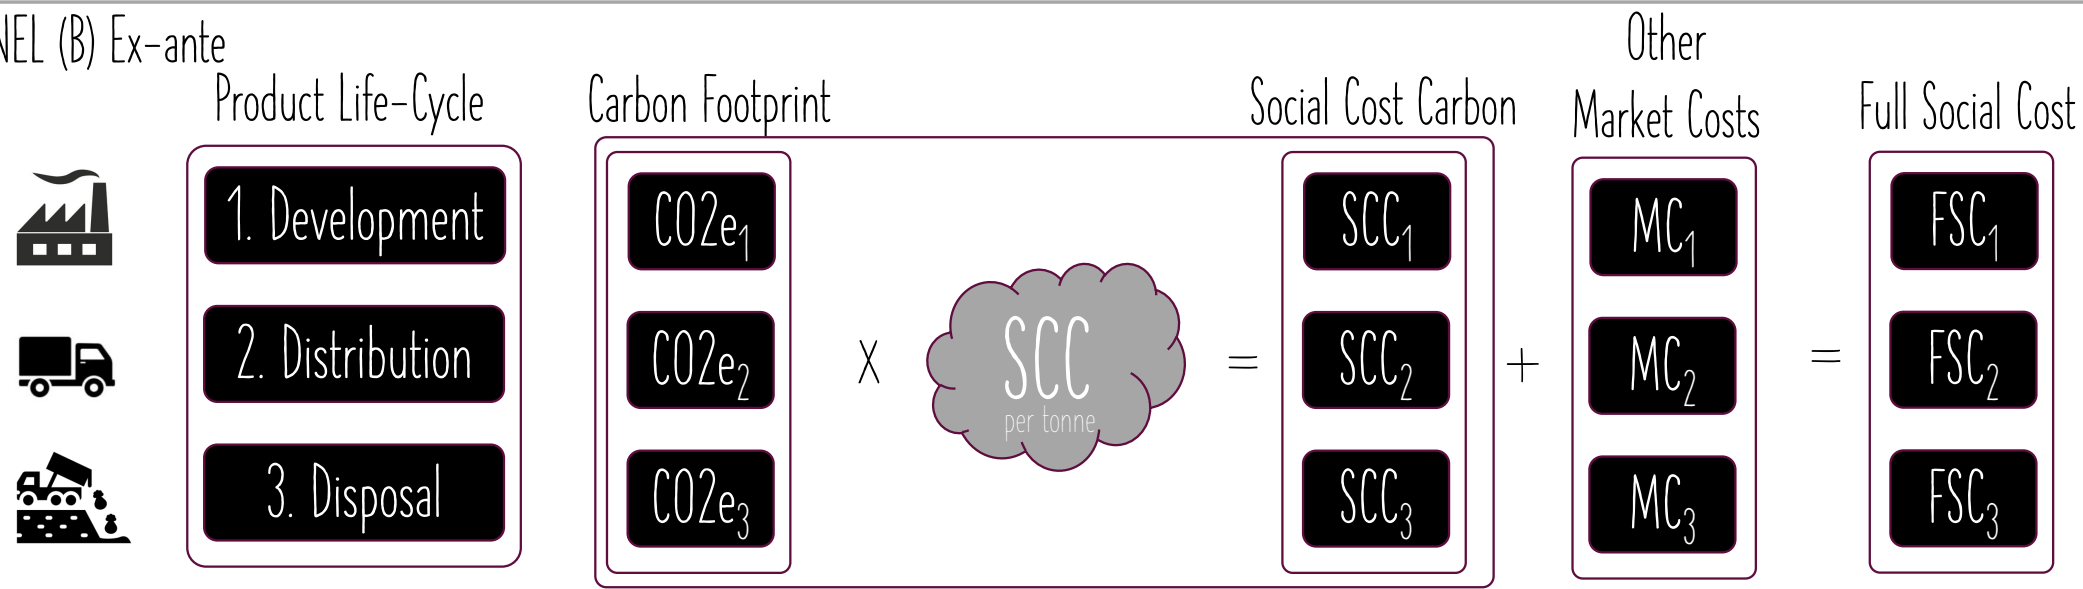 NEL (B) Ex-ante
Product Life-Cycle
Carbon Footprint
Social Cost Carbon
Other
Market Costs
Full Social Cost
1. Development
CO2e1
SCC1
MC1
FSC1
2. Distribution
CO2e2
X
SCC
per tonne
=
SCC2
+
MC2
=
FSC2
3. Disposal
CO2e3
SCC3
MC3
FSC3